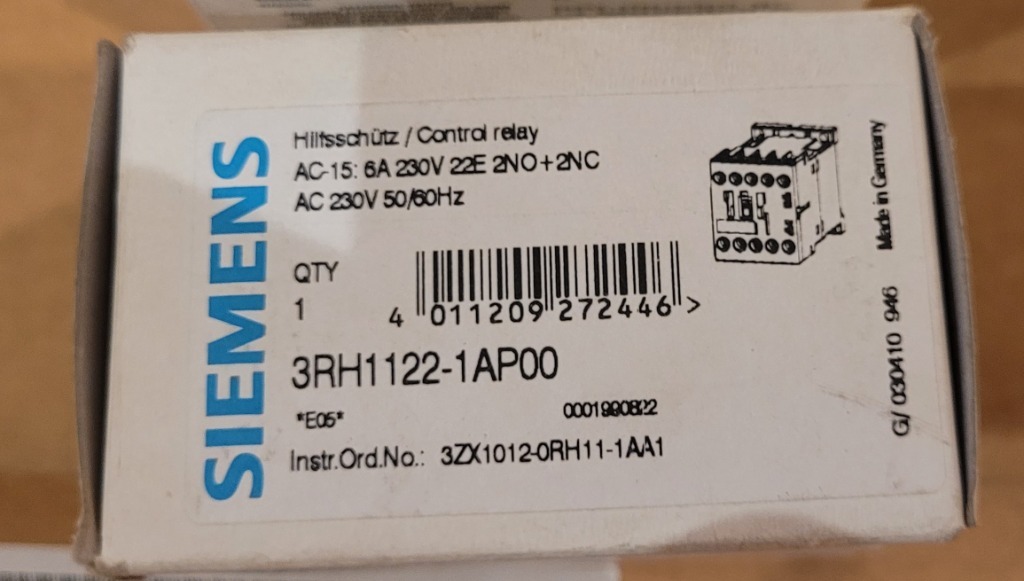 SIEMENS
Hilfsschütz / Control relay
AC-15: 6A 230V 22E 2NO+2NC
AC 230V 50/60Hz
QTY
1
4 011209 272446 >
3RH1122-1AP00
*E05*
0001990822
Instr.Ord.No.: 3ZX1012-0RH11-1AA1
Made in Germany
G/ 030410 946